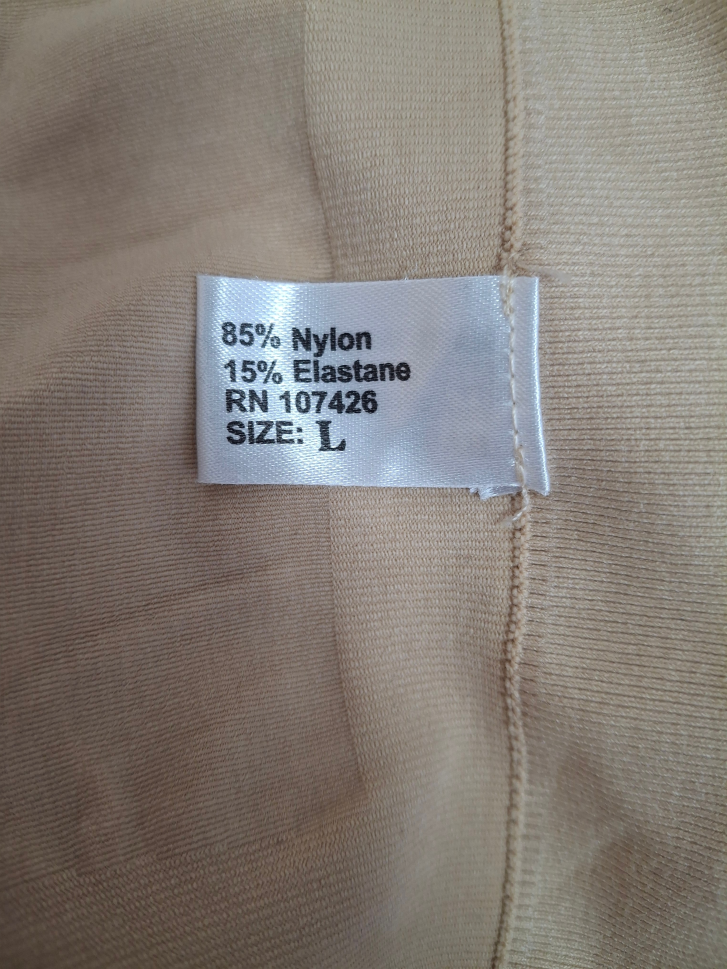 85% Nylon
15% Elastane
RN 107426
SIZE: L